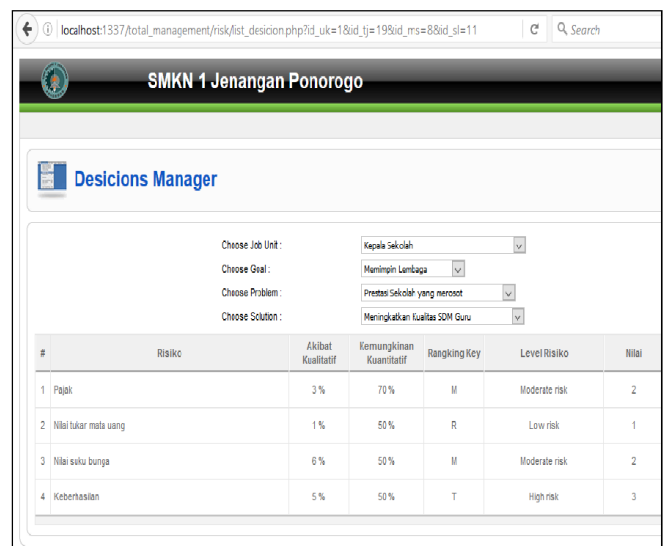 localhost:1337/total_management/risk/list_desicion.php?id_uk=1&id_tj=19&id_ms=8&id_sl=11 Search
SMKN 1 Jenangan Ponorogo
Desicions Manager
Choose Job Unit : Kepala Sekolah
Choose Goal : Memimpin Lembaga
Choose Problem : Prestasi Sekolah yang merosot
Choose Solution : Meningkatkan Kualitas SDM Guru
# Risiko Akibat Kualitatif Kemungkinan Kuantitatif Rangking Key Level Risiko Nilai
1 Pajak 3 % 70 % M Moderate risk 2
2 Nilai tukar mata uang 1 % 50 % R Low risk 1
3 Nilai suku bunga 6 % 50 % M Moderate risk 2
4 Keberhasilan 5 % 50 % T High risk 3